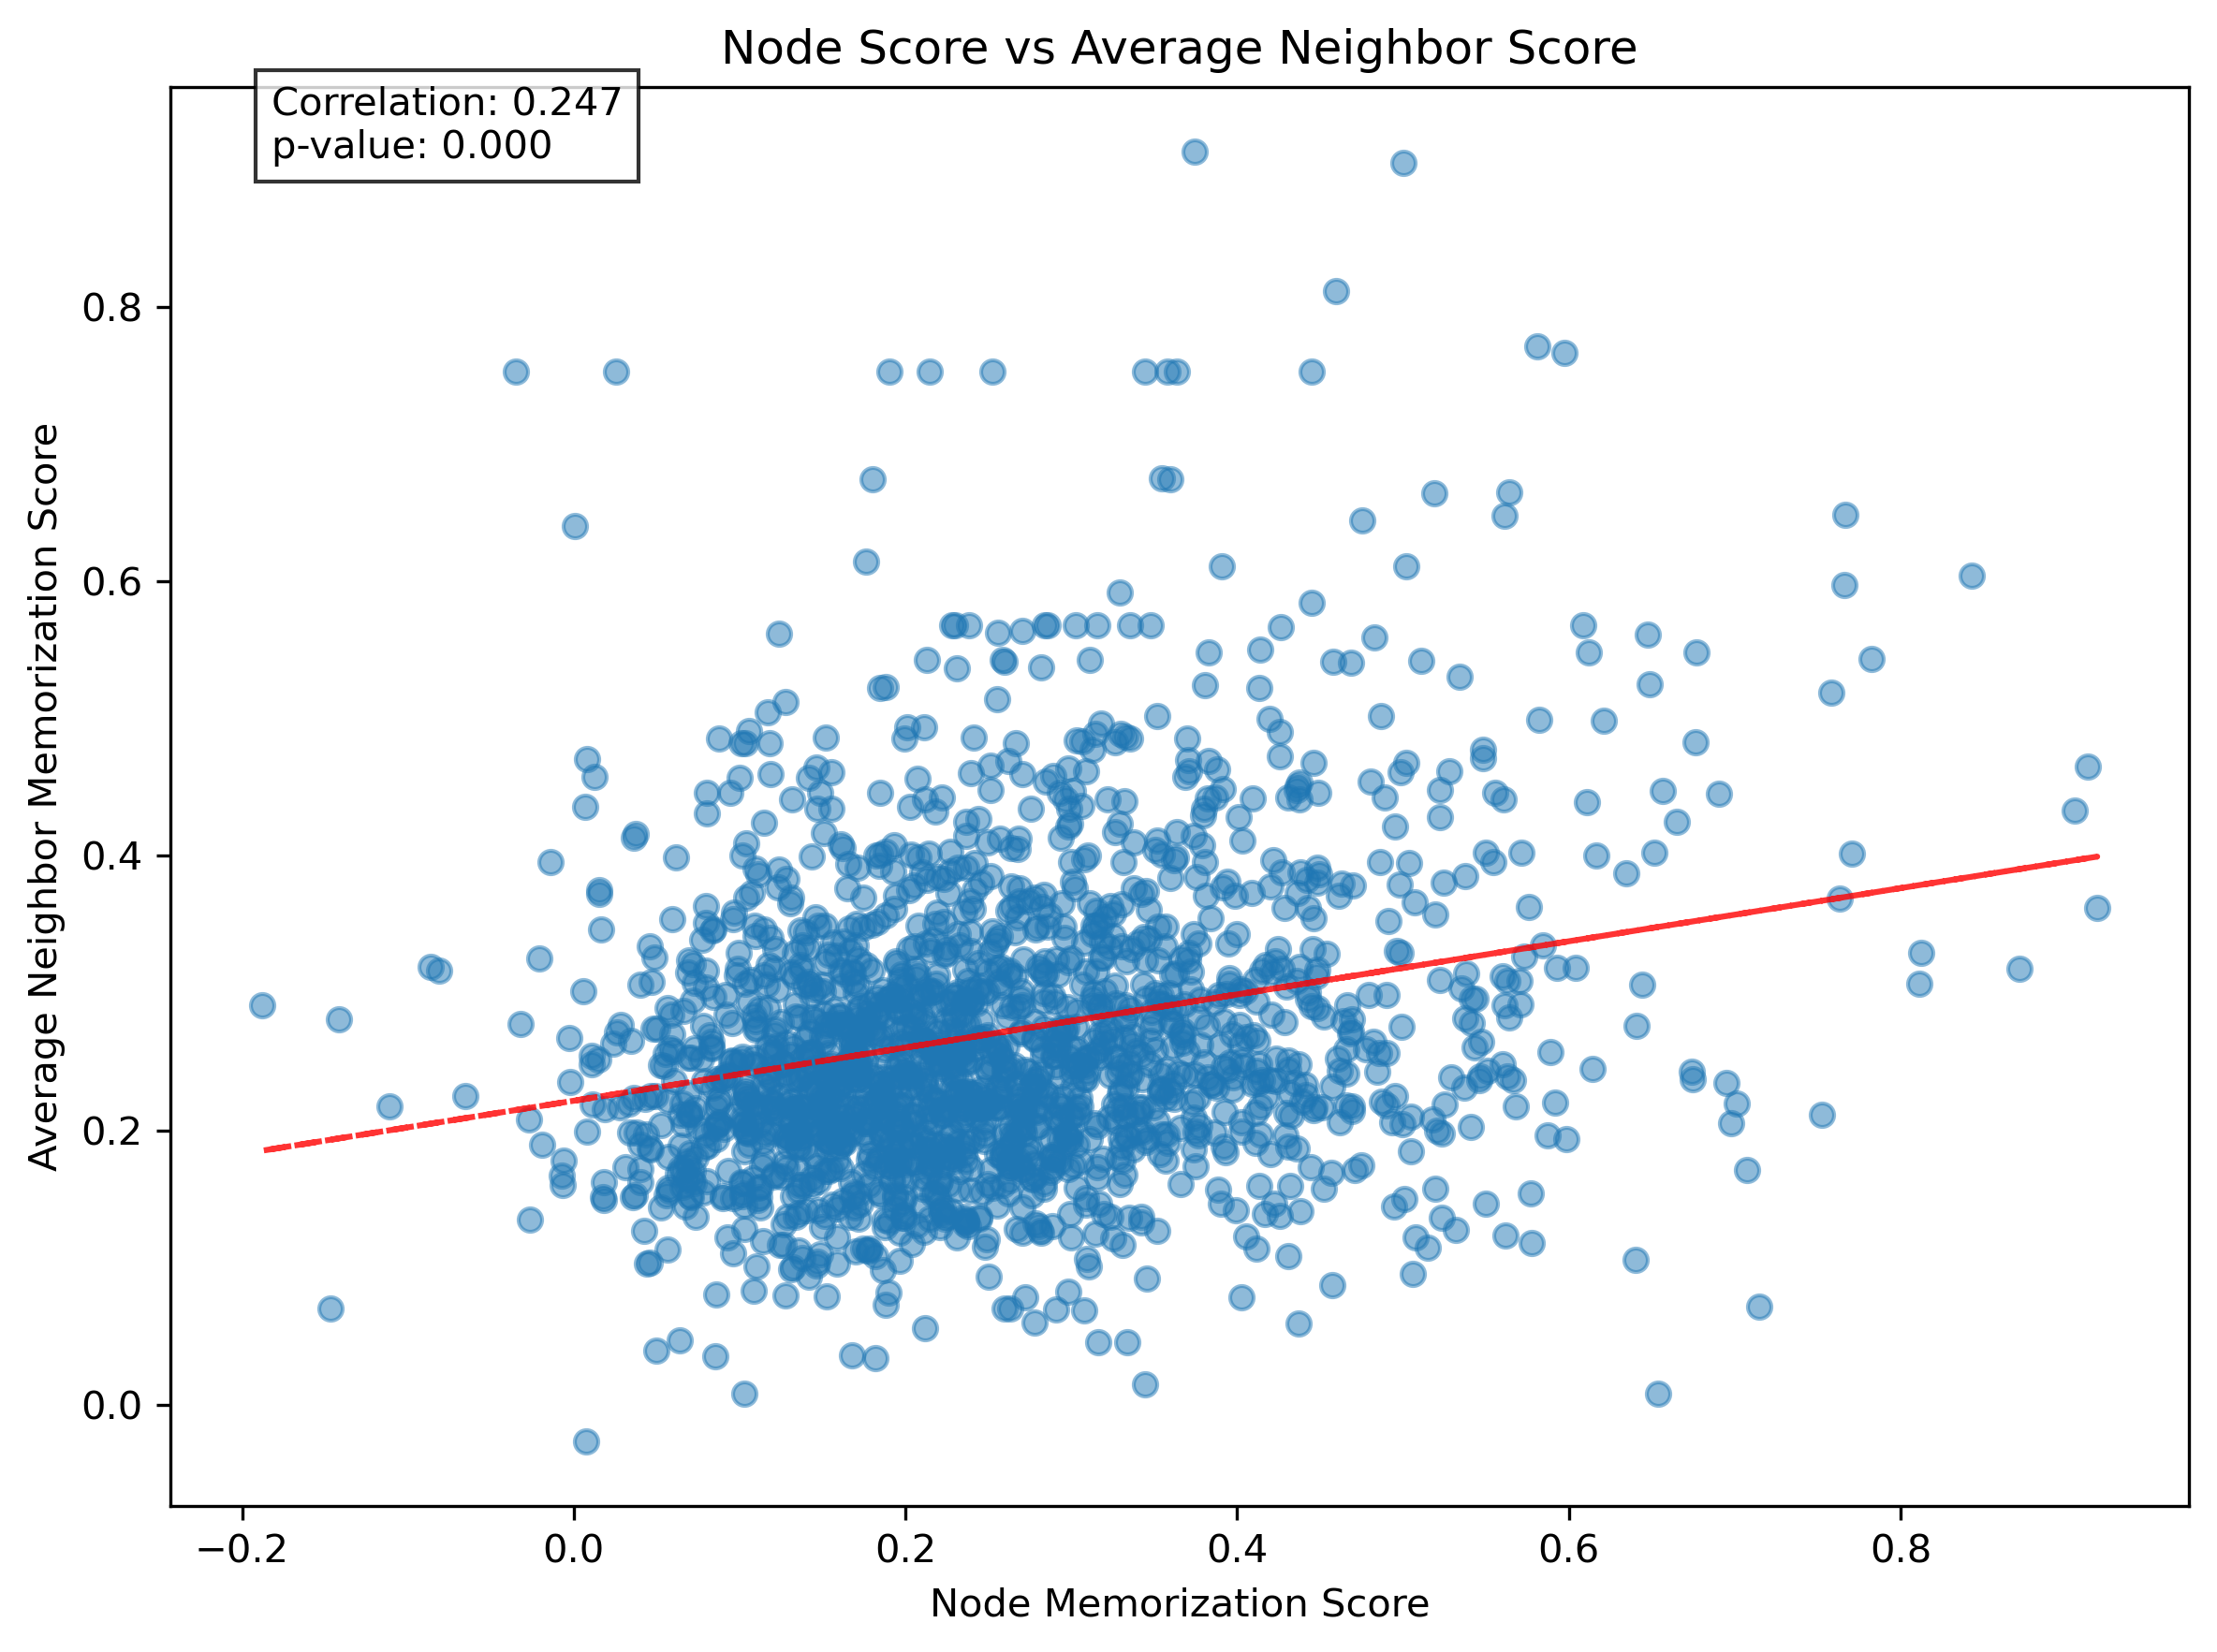 Node Score vs Average Neighbor Score
Correlation: 0.247
p-value: 0.000
Average Neighbor Memorization Score
0.8
0.6
0.4
0.2
0.0
−0.2
0.0
0.2
0.4
0.6
0.8
Node Memorization Score